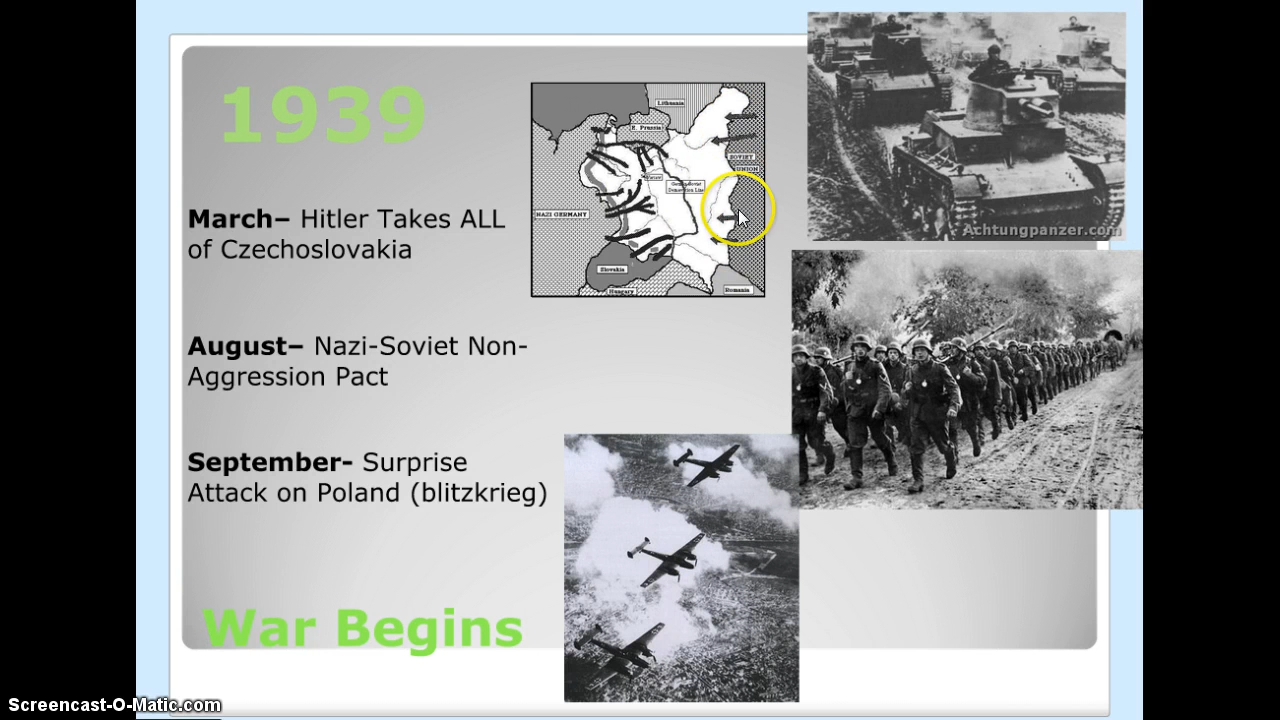 1939
March– Hitler Takes ALL
of Czechoslovakia
August– Nazi-Soviet Non-
Aggression Pact
September- Surprise
Attack on Poland (blitzkrieg)
War Begins
Lithuania
E. Prussia
SOVIET
UNION
NAZI GERMANY
Slovakia
Hungary
Romania
Achtungpanzer.com
Screencast-O-Matic.com